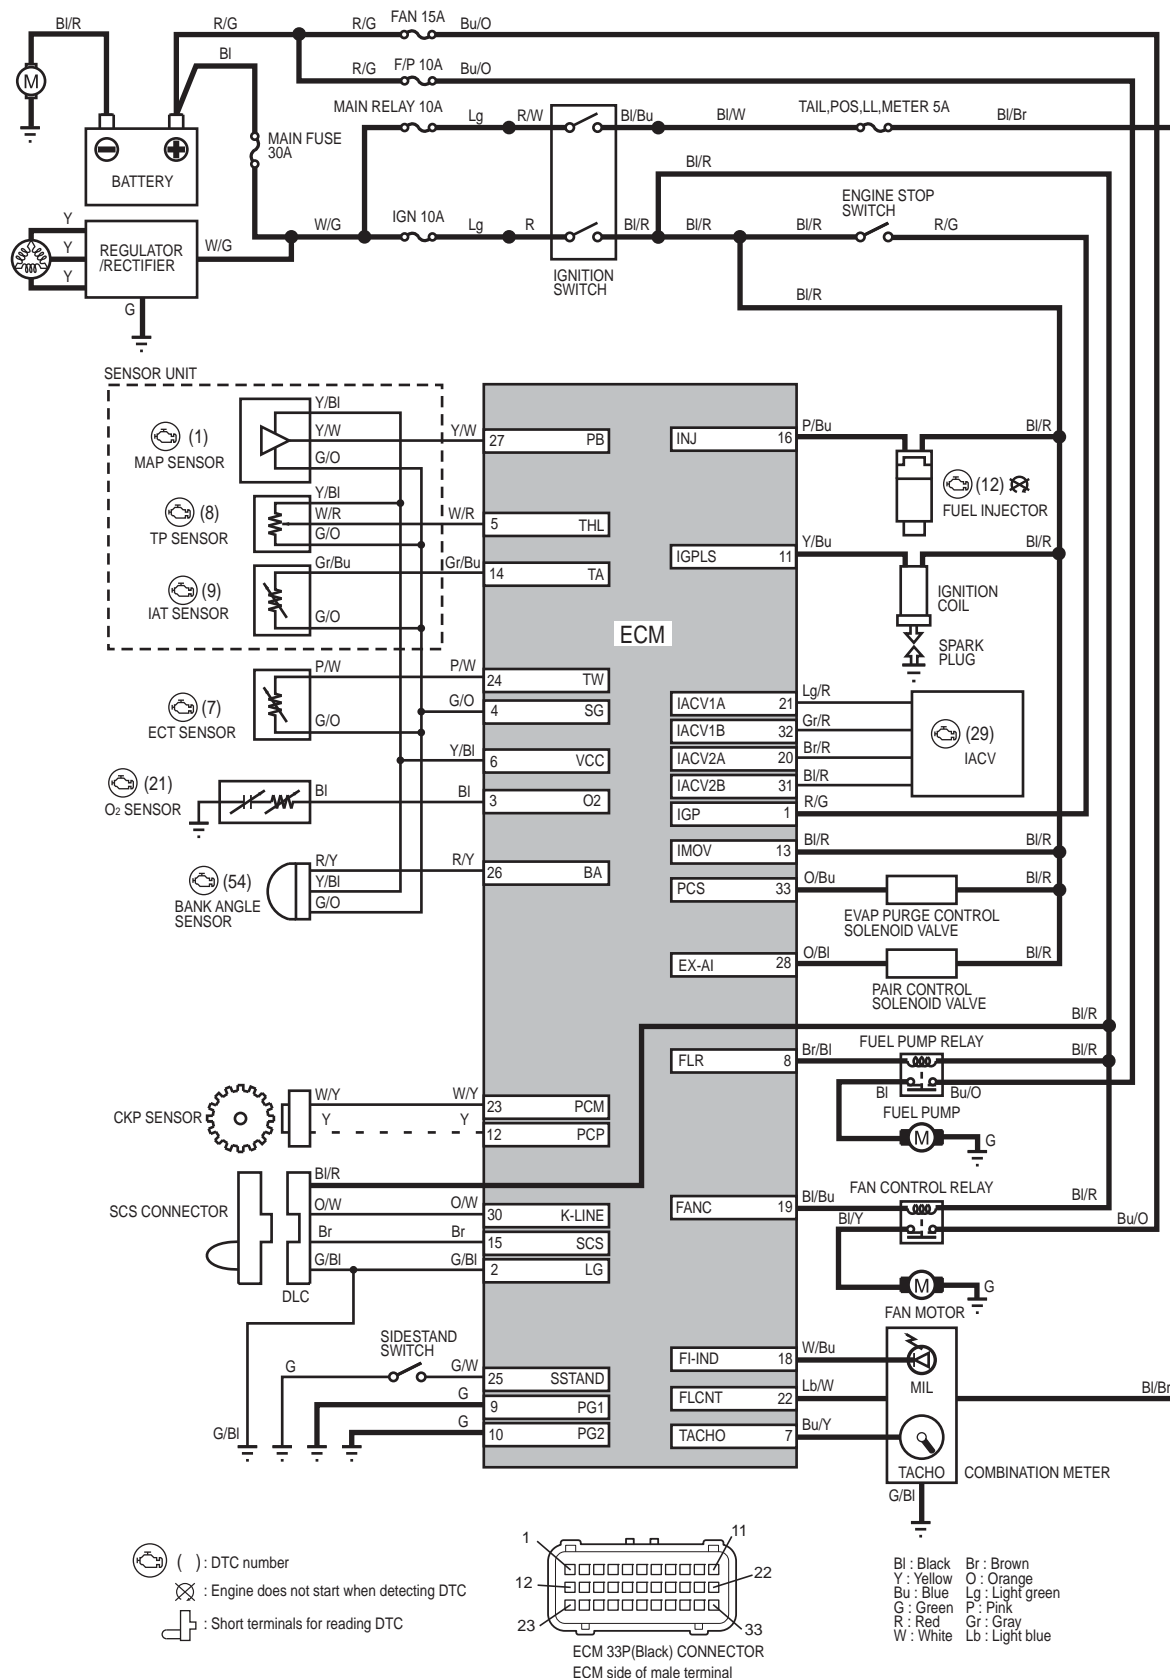 Bl/R
R/G
R/G
FAN 15A
Bu/O
Bl
R/G
F/P 10A
Bu/O
M
MAIN RELAY 10A
Lg
R/W
Bl/Bu
Bl/W
TAIL,POS,LL,METER 5A
Bl/Br
MAIN FUSE
30A
BATTERY
Bl/R
ENGINE STOP
SWITCH
Y
W/G
IGN 10A
Lg
R
Bl/R
Bl/R
Bl/R
R/G
Y
REGULATOR
/RECTIFIER
W/G
Y
IGNITION
SWITCH
Bl/R
G
SENSOR UNIT
Y/Bl
(1)
Y/W
Y/W
27
PB
MAP SENSOR
G/O
INJ
16
P/Bu
Bl/R
(12)
FUEL INJECTOR
Y/Bl
(8)
W/R
W/R
5
THL
TP SENSOR
G/O
Gr/Bu
Gr/Bu
14
TA
(9)
IAT SENSOR
G/O
IGPLS
11
Y/Bu
Bl/R
IGNITION
COIL
SPARK
PLUG
ECM
P/W
P/W
24
TW
(7)
G/O
4
SG
ECT SENSOR
G/O
Y/Bl
6
VCC
(21)
O2 SENSOR
Bl
Bl
3
O2
R/Y
R/Y
26
BA
(54)
Y/Bl
BANK ANGLE
SENSOR
G/O
IACV1A
21
Lg/R
IACV1B
32
Gr/R
(29)
IACV
IACV2A
20
Br/R
IACV2B
31
Bl/R
IGP
1
R/G
IMOV
13
Bl/R
Bl/R
PCS
33
O/Bu
Bl/R
EVAP PURGE CONTROL
SOLENOID VALVE
EX-AI
28
O/Bl
Bl/R
PAIR CONTROL
SOLENOID VALVE
Bl/R
FUEL PUMP RELAY
FLR
8
Br/Bl
Bl/R
Bl
Bu/O
FUEL PUMP
M
G
CKP SENSOR
W/Y
W/Y
23
PCM
Y
Y
12
PCP
Bl/R
SCS CONNECTOR
O/W
O/W
30
K-LINE
Br
Br
15
SCS
G/Bl
G/Bl
2
LG
DLC
FAN CONTROL RELAY
FANC
19
Bl/Bu
Bl/R
Bl/Y
Bu/O
M
G
FAN MOTOR
SIDESTAND
SWITCH
G
G/W
25
SSTAND
G
9
PG1
G
10
PG2
G/Bl
FI-IND
18
W/Bu
MIL
FLCNT
22
Lb/W
Bl/Br
TACHO
7
Bu/Y
TACHO
COMBINATION METER
G/Bl
( ) : DTC number
: Engine does not start when detecting DTC
: Short terminals for reading DTC
1
11
12
22
23
33
ECM 33P(Black) CONNECTOR
ECM side of male terminal
Bl : Black Br : Brown
Y : Yellow O : Orange
Bu : Blue Lg : Light green
G : Green P : Pink
R : Red Gr : Gray
W : White Lb : Light blue